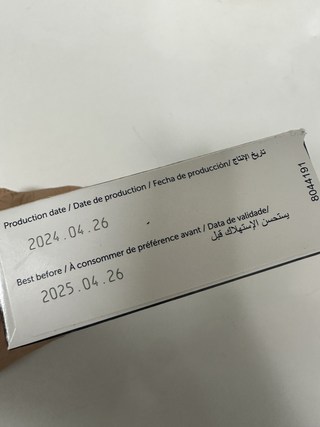 Production date / Date de production / Fecha de producción/ تاريخ الإنتاج
2024.04.26
Best before / À consommer de préférence avant / Data de validade/
يستحسن الإستهلاك قبل
2025.04.26
8044191